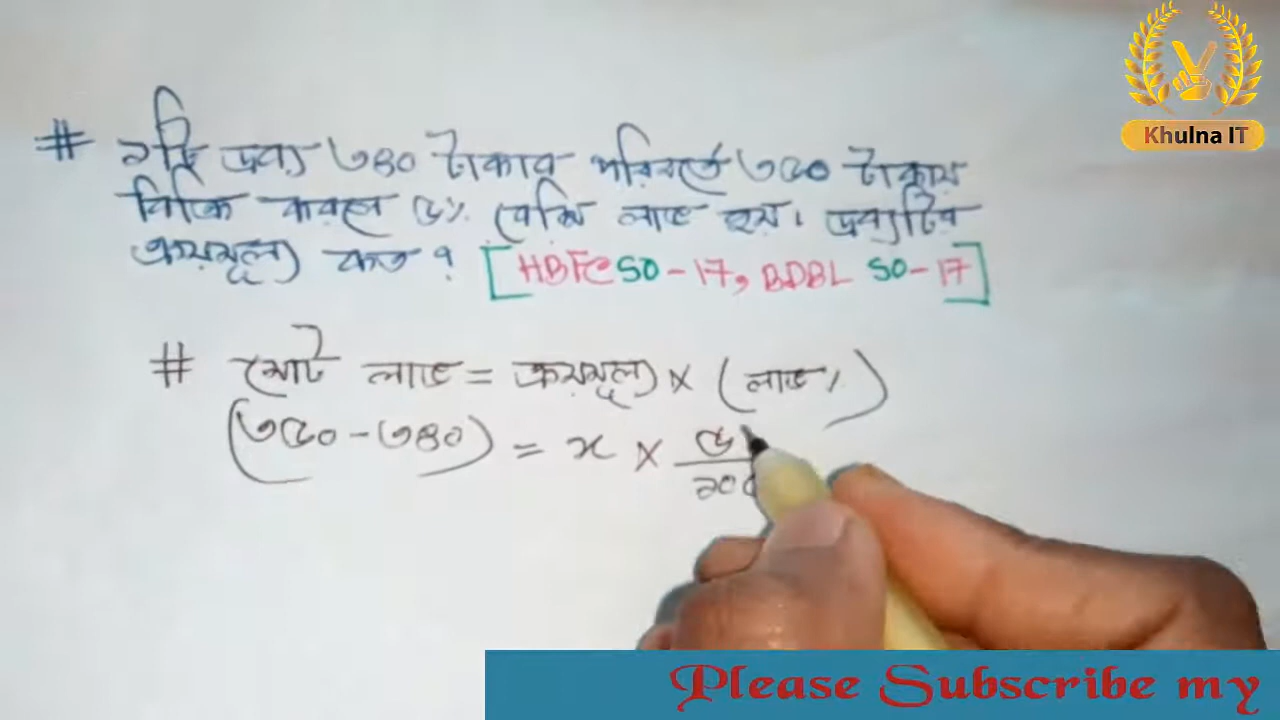 Khulna IT
# ১টি দ্রব্য ৩৪০ টাকার পরিবর্তে ৩৫০ টাকায়
বিক্রি করলে ৫% বেশি লাভ হয়। দ্রব্যটির
ক্রয়মূল্য কত ? [HBFC SO-17, BDBL SO-17]
# মোট লাভ = ক্রয়মূল্য × (লাভ%)
(৩৫০-৩৪০) = x × ৫/১০০
Please Subscribe my